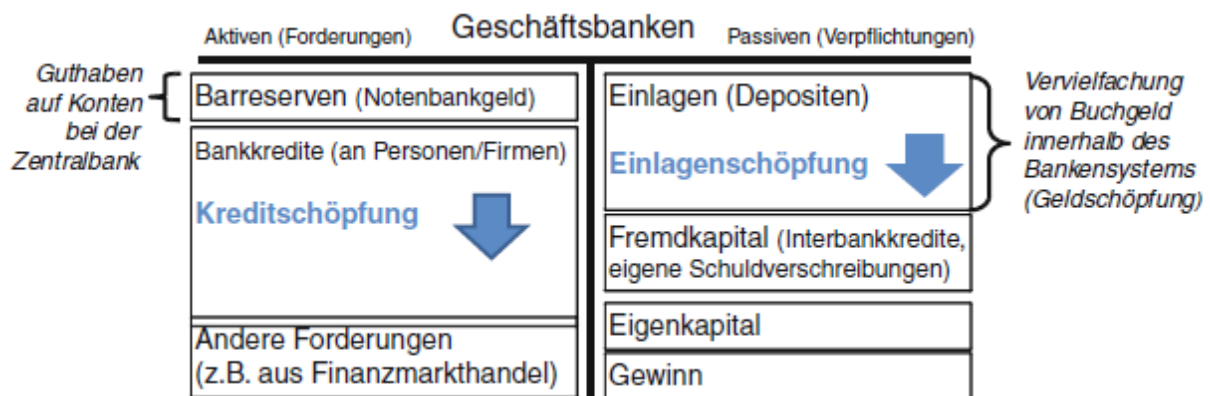 Aktiven (Forderungen) Geschäftsbanken Passiven (Verpflichtungen)
Guthaben
auf Konten
bei der
Zentralbank
Barreserven (Notenbankgeld)
Bankkredite (an Personen/Firmen)
Kreditschöpfung
Andere Forderungen
(z.B. aus Finanzmarkthandel)
Einlagen (Depositen)
Einlagenschöpfung
Fremdkapital (Interbankkredite,
eigene Schuldverschreibungen)
Eigenkapital
Gewinn
Vervielfachung
von Buchgeld
innerhalb des
Bankensystems
(Geldschöpfung)